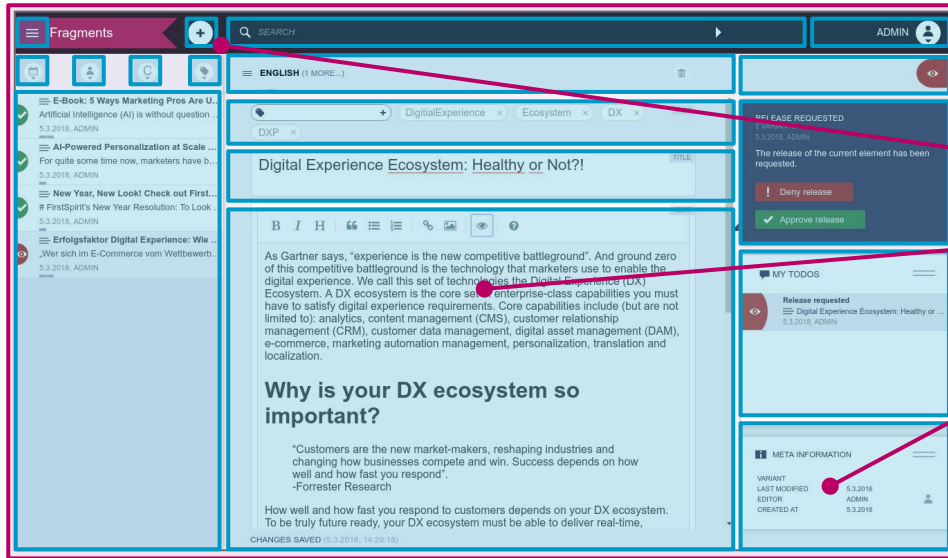 Fragments
SEARCH
ADMIN
ENGLISH (1 MORE...)
E-Book: 5 Ways Marketing Pros Are U...
Artificial Intelligence (AI) is without question ...
5.3.2018, ADMIN
AI-Powered Personalization at Scale ...
For quite some time now, marketers have b...
5.3.2018, ADMIN
New Year, New Look! Check out First...
# FirstSpirit's New Year Resolution: To Look ...
5.3.2018, ADMIN
Erfolgsfaktor Digital Experience: Wie ...
„Wer sich im E-Commerce vom Wettbewerb...
5.3.2018, ADMIN
DigitialExperience × Ecosystem × DX ×
DXP ×
TITLE
Digital Experience Ecosystem: Healthy or Not?!
B I H
As Gartner says, “experience is the new competitive battleground”. And ground zero
of this competitive battleground is the technology that marketers use to enable the
digital experience. We call this set of technologies the Digital Experience (DX)
Ecosystem. A DX ecosystem is the core set enterprise-class capabilities you must
have to satisfy digital experience requirements. Core capabilities include (but are not
limited to): analytics, content management (CMS), customer relationship
management (CRM), customer data management, digital asset management (DAM),
e-commerce, marketing automation management, personalization, translation and
localization.
Why is your DX ecosystem so
important?
“Customers are the new market-makers, reshaping industries and
changing how businesses compete and win. Success depends on how
well and how fast you respond”.
-Forrester Research
How well and how fast you respond to customers depends on your DX ecosystem.
To be truly future ready, your DX ecosystem must be able to deliver real-time,
CHANGES SAVED (5.3.2018, 14:29:18)
RELEASE REQUESTED
5.3.2018, ADMIN
The release of the current element has been
requested.
! Deny release
Approve release
MY TODOS
Release requested
Digital Experience Ecosystem: Healthy or ...
5.3.2018, ADMIN
META INFORMATION
VARIANT
LAST MODIFIED 5.3.2018
EDITOR ADMIN
CREATED AT 5.3.2018